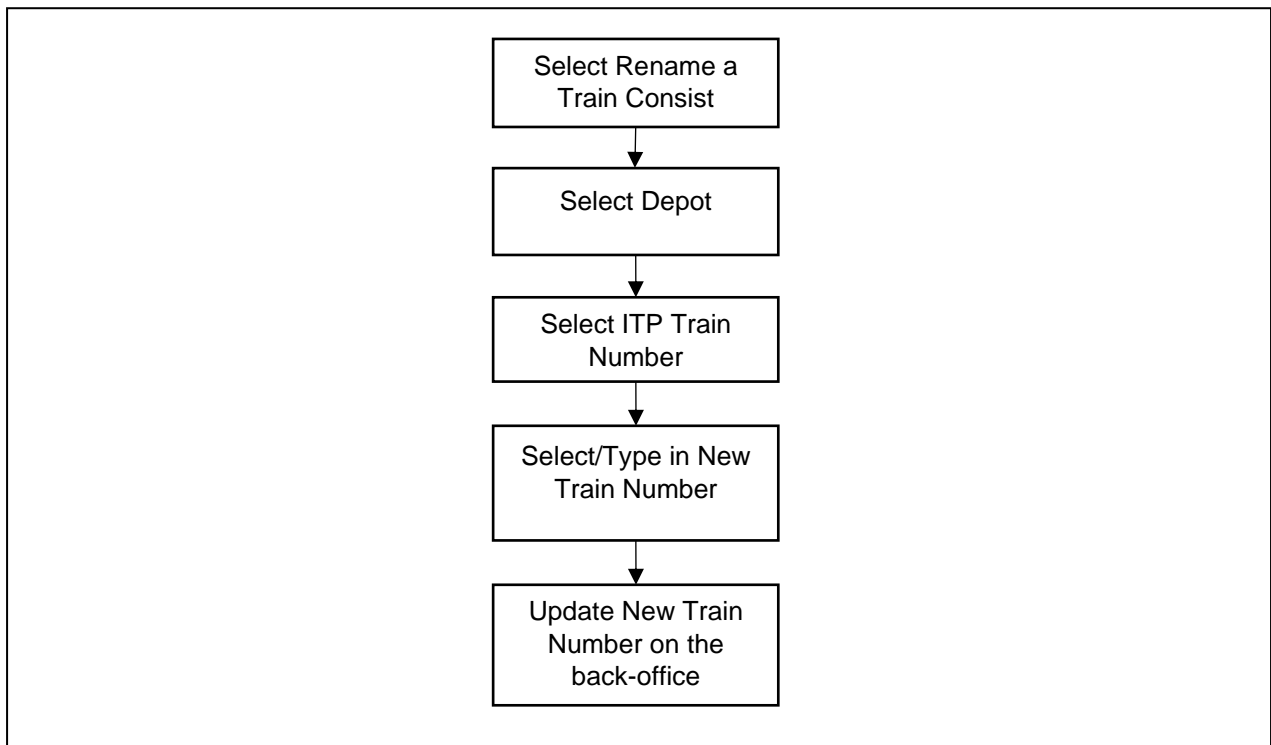 Select Rename a
Train Consist
Select Depot
Select ITP Train
Number
Select/Type in New
Train Number
Update New Train
Number on the
back-office